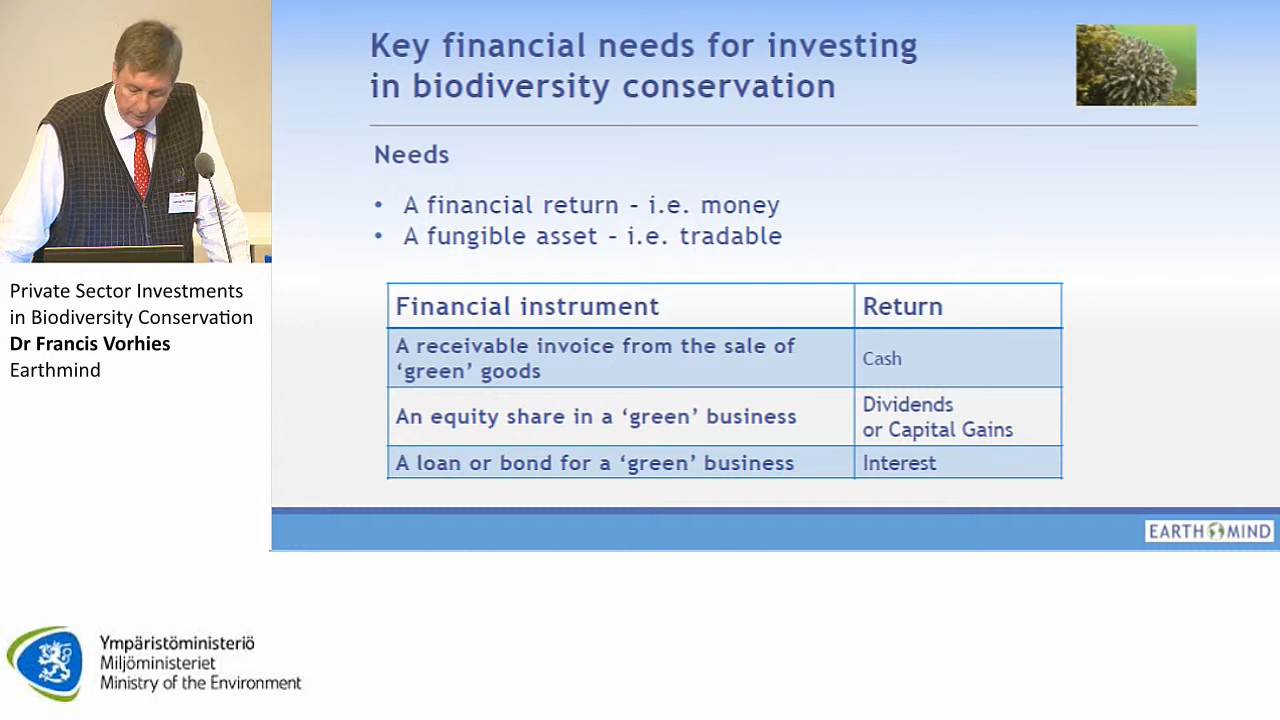 Key financial needs for investing
in biodiversity conservation
Needs
• A financial return – i.e. money
• A fungible asset – i.e. tradable
Financial instrument Return
A receivable invoice from the sale of
‘green’ goods
Cash
An equity share in a ‘green’ business
Dividends
or Capital Gains
A loan or bond for a ‘green’ business Interest
EARTH MIND
Private Sector Investments
in Biodiversity Conservation
Dr Francis Vorhies
Earthmind
Ympäristöministeriö
Miljöministeriet
Ministry of the Environment